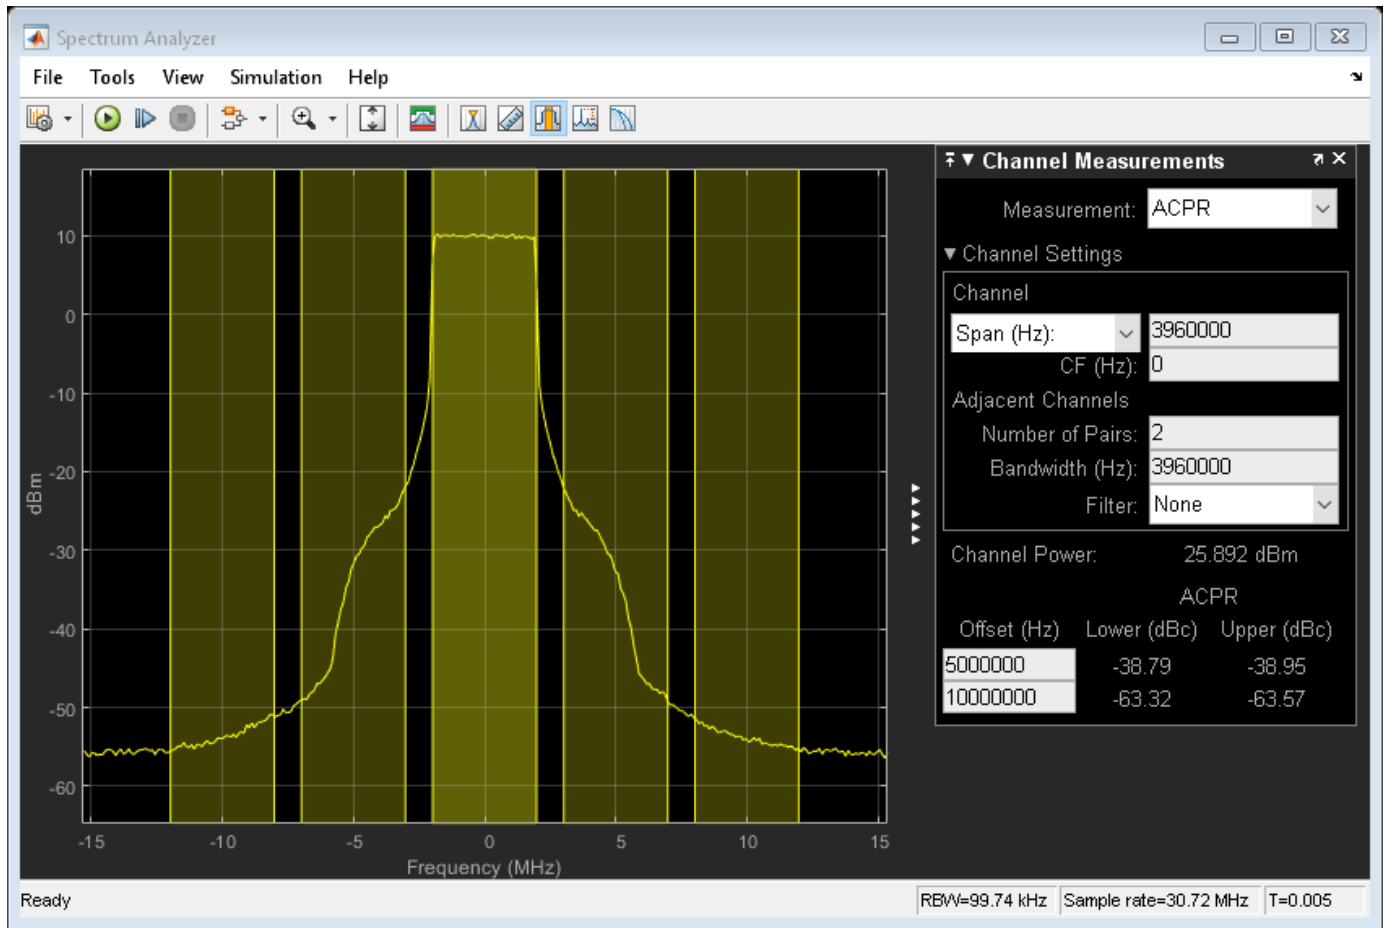 Spectrum Analyzer
File Tools View Simulation Help
Channel Measurements
Measurement: ACPR
Channel Settings
Channel
Span (Hz): 3960000
CF (Hz): 0
Adjacent Channels
Number of Pairs: 2
Bandwidth (Hz): 3960000
Filter: None
Channel Power: 25.892 dBm
ACPR
Offset (Hz) Lower (dBc) Upper (dBc)
5000000 -38.79 -38.95
10000000 -63.32 -63.57
10
0
-10
-20
-30
-40
-50
-60
dBm
-15 -10 -5 0 5 10 15
Frequency (MHz)
Ready RBW=99.74 kHz Sample rate=30.72 MHz T=0.005